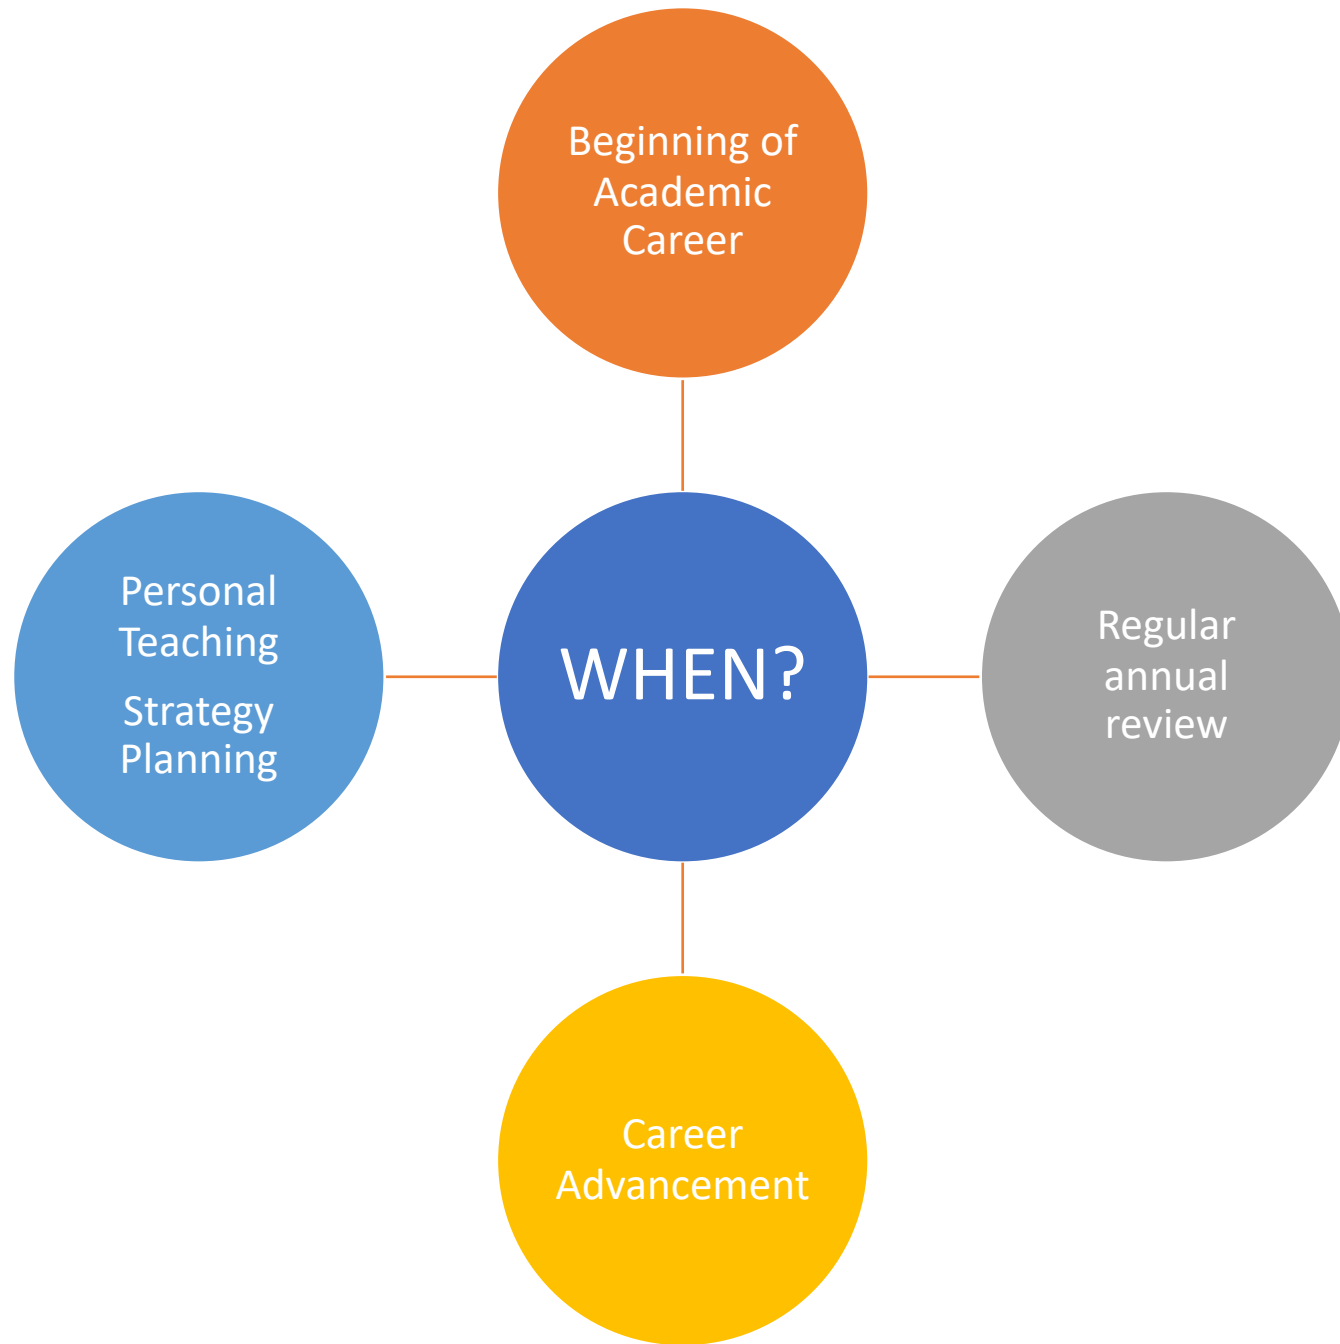 Beginning of
Academic
Career
Personal
Teaching
Strategy
Planning
WHEN?
Regular
annual
review
Career
Advancement